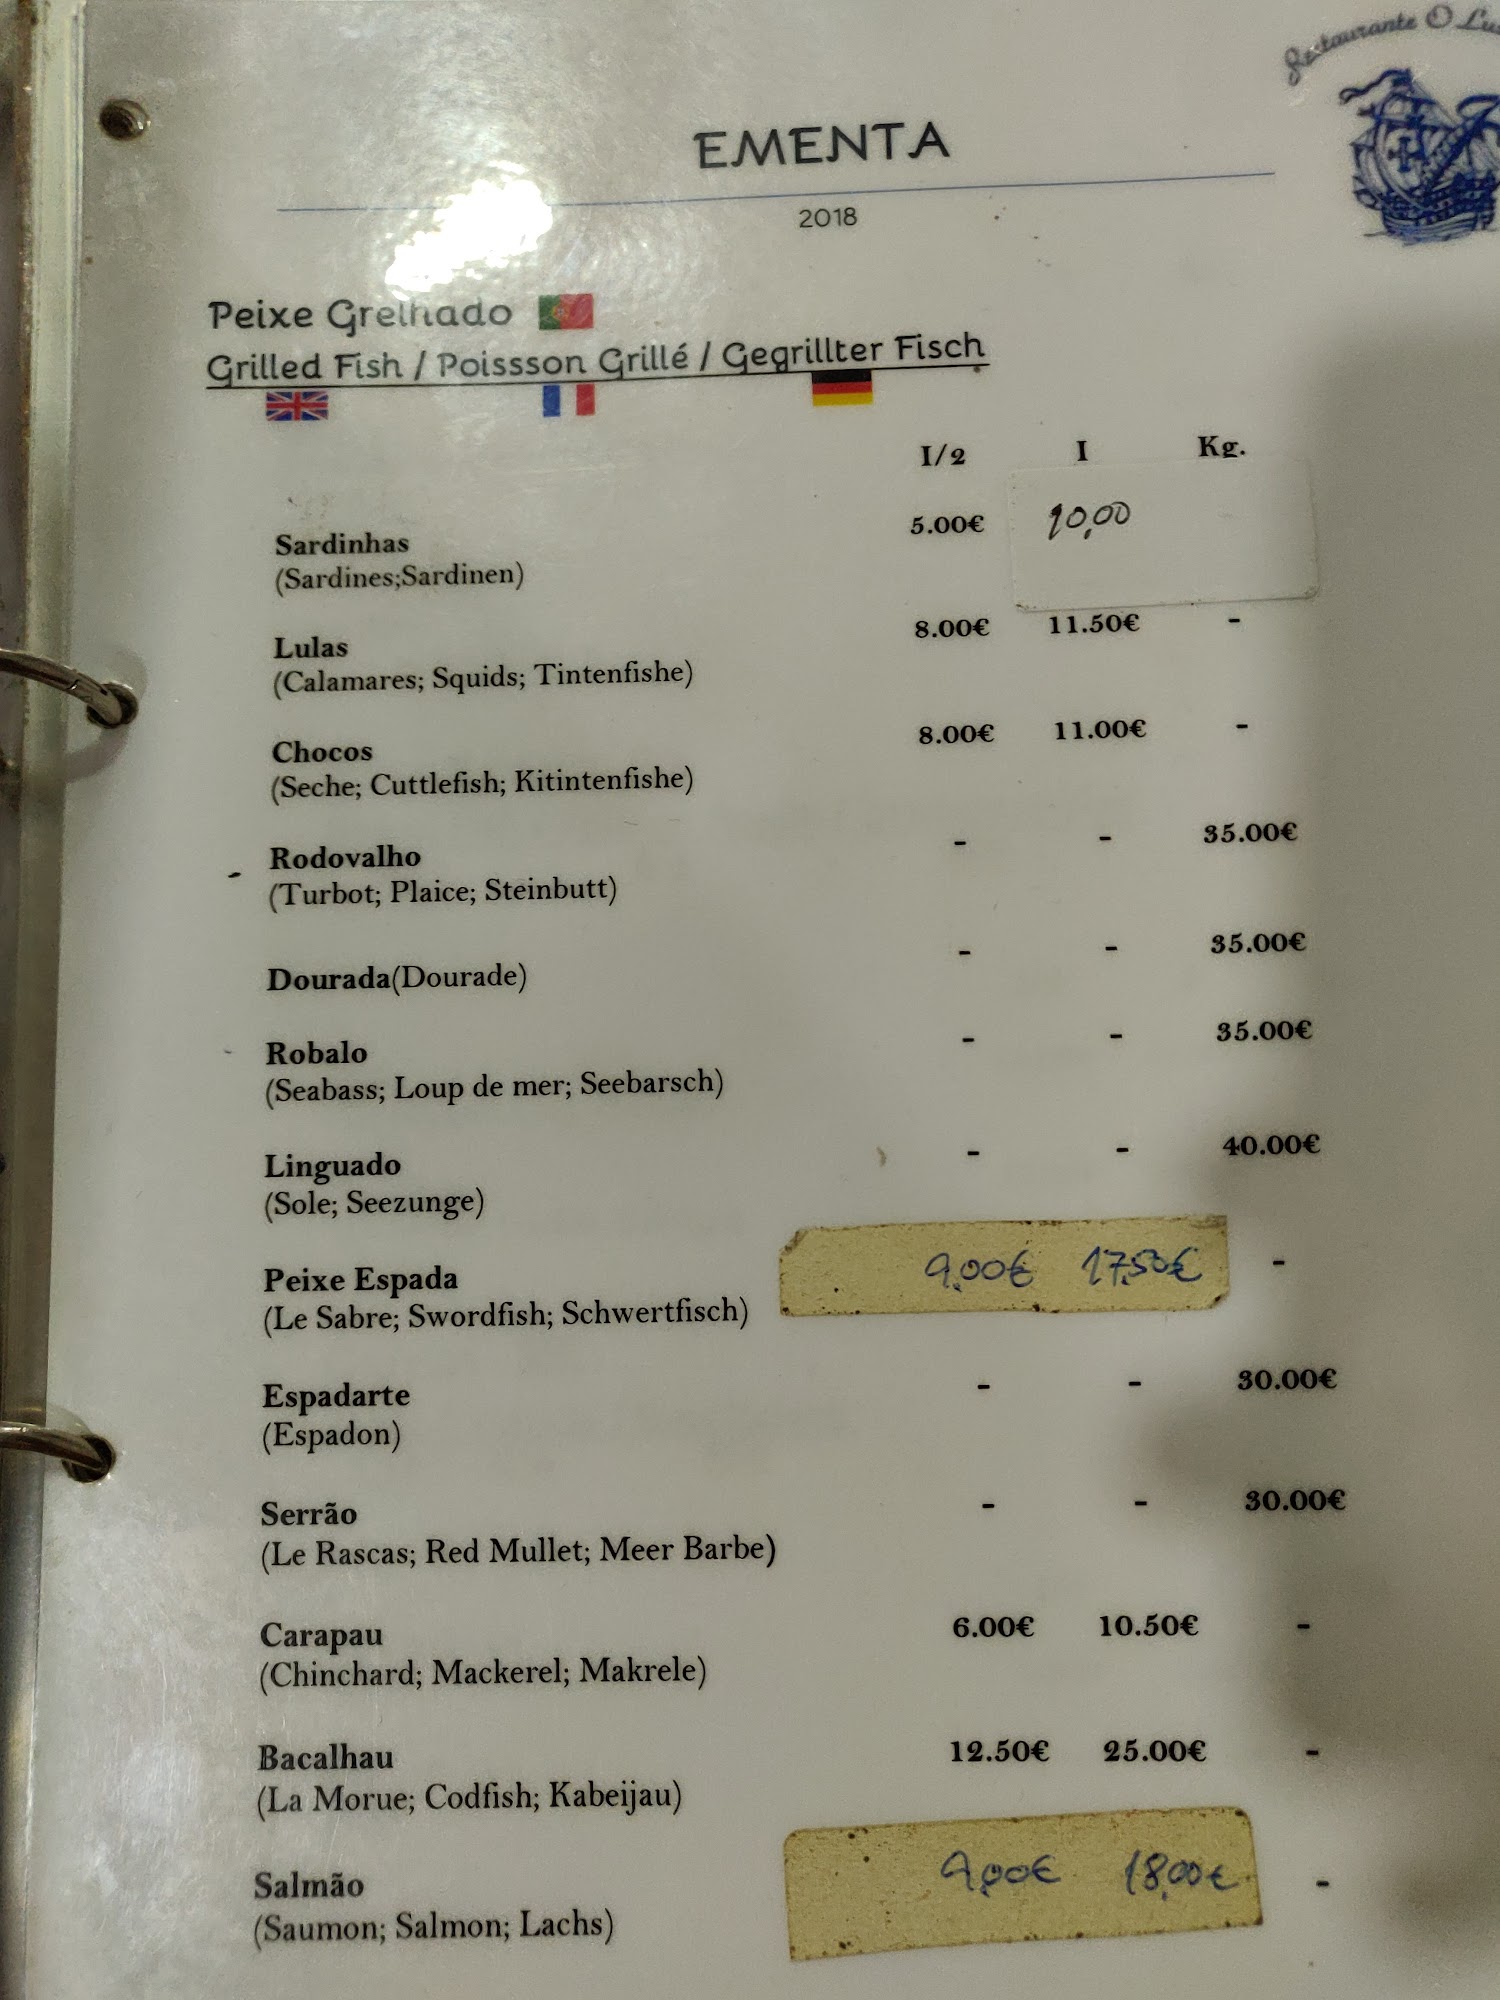 Restaurante O
EMENTA
2018
Peixe Grelhado
Grilled Fish / Poissson Grillé / Gegrillter Fisch
I/2 I Kg.
Sardinhas 5.00€ 10,00
(Sardines;Sardinen)
Lulas 8.00€ 11.50€ -
(Calamares; Squids; Tintenfishe)
Chocos 8.00€ 11.00€ -
(Seche; Cuttlefish; Kitintenfishe)
Rodovalho - - 35.00€
(Turbot; Plaice; Steinbutt)
Dourada(Dourade) - - 35.00€
Robalo - - 35.00€
(Seabass; Loup de mer; Seebarsch)
Linguado - - 40.00€
(Sole; Seezunge)
Peixe Espada 9,00€ 17,50€ -
(Le Sabre; Swordfish; Schwertfisch)
Espadarte - - 30.00€
(Espadon)
Serrão - - 30.00€
(Le Rascas; Red Mullet; Meer Barbe)
Carapau 6.00€ 10.50€ -
(Chinchard; Mackerel; Makrele)
Bacalhau 12.50€ 25.00€ -
(La Morue; Codfish; Kabeijau)
Salmão 9,00€ 18,00€ -
(Saumon; Salmon; Lachs)